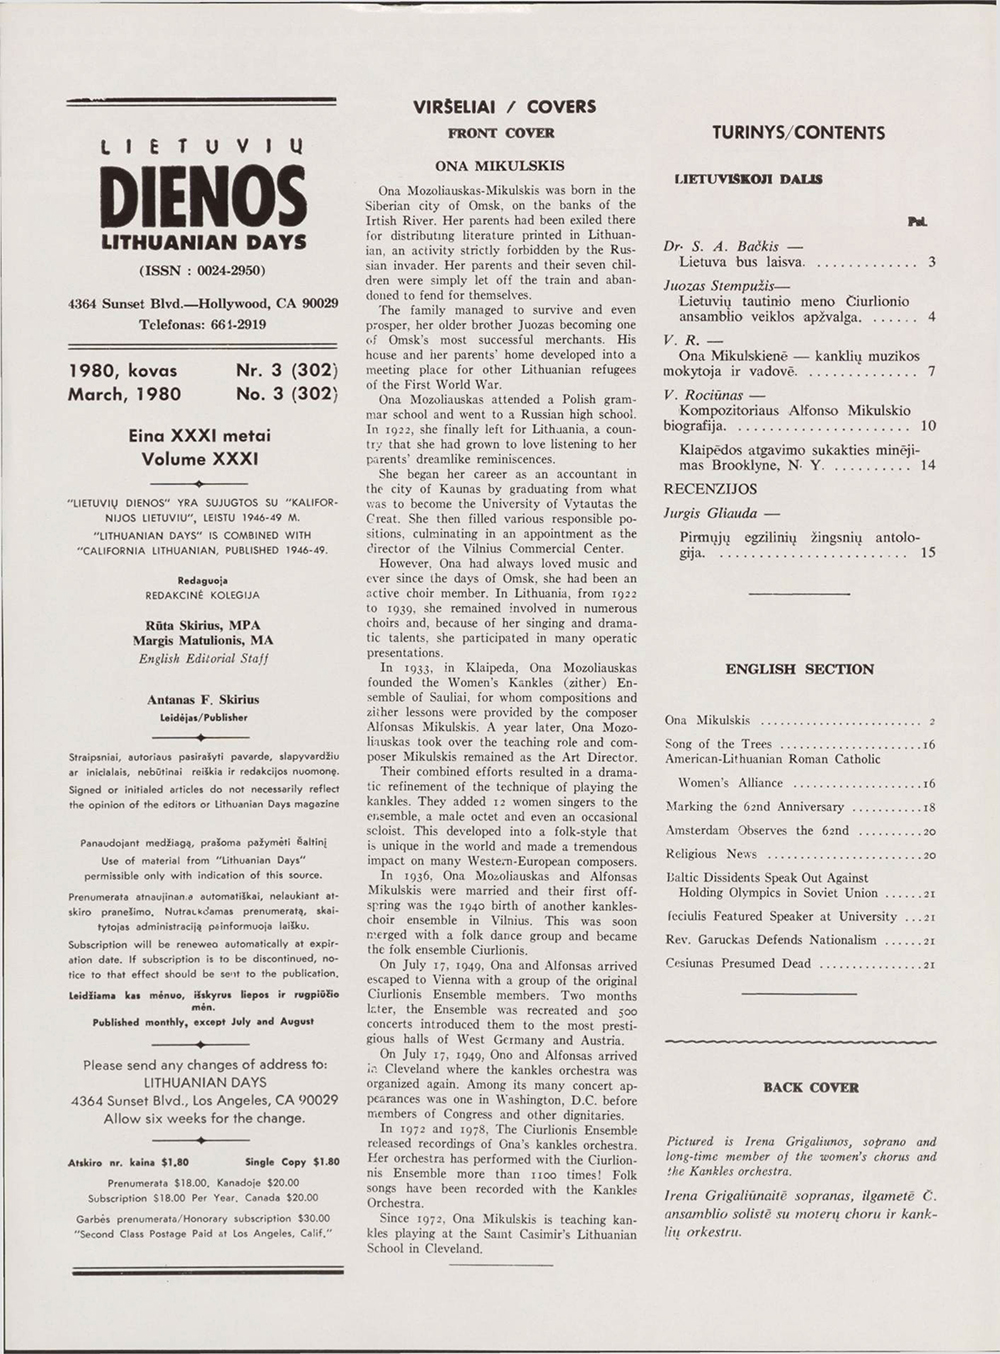 LIETUVIŲ
DIENOS
LITHUANIAN DAYS
(ISSN : 0024-2950)
4364 Sunset Blvd.—Hollywood, CA 90029
Telefonas: 661-2919
1980, kovas Nr. 3 (302)
March, 1980 No. 3 (302)
Eina XXXI metai
Volume XXXI
"LIETUVIŲ DIENOS" YRA SUJUGTOS SU "KALIFOR-
NIJOS LIETUVIU", LEISTU 1946-49 M.
"LITHUANIAN DAYS" IS COMBINED WITH
"CALIFORNIA LITHUANIAN, PUBLISHED 1946-49.
Redaguoja
REDAKCINĖ KOLEGIJA
Rūta Skirius, MPA
Margis Matulionis, MA
English Editorial Staff
Antanas F. Skirius
Leidėjas/Publisher
Straipsniai, autoriaus pasirašyti pavarde, slapyvardžiu
ar inicialais, nebūtinai reiškia ir redakcijos nuomonę.
Signed or initialed articles do not necessarily reflect
the opinion of the editors or Lithuanian Days magazine
Panaudojant medžiagą, prašoma pažymėti šaltinį
Use of material from "Lithuanian Days"
permissible only with indication of this source.
Prenumerata atnaujinan.a automatiškai, nelaukiant at-
skiro pranešimo. Nutraukdamas prenumeratą, skai-
tytojas administraciją painformuoja laišku.
Subscription will be renewed automatically at expir-
ation date. If subscription is to be discontinued, no-
tice to that effect should be sent to the publication.
Leidžiama kas mėnuo, išskyrus liepos ir rugpiūčio
mėn.
Published monthly, except July and August
Please send any changes of address to:
LITHUANIAN DAYS
4364 Sunset Blvd., Los Angeles, CA 90029
Allow six weeks for the change.
Atskiro nr. kaina $1.80 Single Copy $1.80
Prenumerata $18.00, Kanadoje $20.00
Subscription $18.00 Per Year, Canada $20.00
Garbės prenumerata/Honorary subscription $30.00
"Second Class Postage Paid at Los Angeles, Calif."
VIRŠELIAI / COVERS
FRONT COVER
ONA MIKULSKIS
Ona Mozoliauskas-Mikulskis was born in the
Siberian city of Omsk, on the banks of the
Irtish River. Her parents had been exiled there
for distributing literature printed in Lithuan-
ian, an activity strictly forbidden by the Rus-
sian invader. Her parents and their seven chil-
dren were simply let off the train and aban-
doned to fend for themselves.
The family managed to survive and even
prosper, her older brother Juozas becoming one
of Omsk's most successful merchants. His
house and her parents' home developed into a
meeting place for other Lithuanian refugees
of the First World War.
Ona Mozoliauskas attended a Polish gram-
mar school and went to a Russian high school.
In 1922, she finally left for Lithuania, a coun-
try that she had grown to love listening to her
parents' dreamlike reminiscences.
She began her career as an accountant in
the city of Kaunas by graduating from what
was to become the University of Vytautas the
Great. She then filled various responsible po-
sitions, culminating in an appointment as the
director of the Vilnius Commercial Center.
However, Ona had always loved music and
ever since the days of Omsk, she had been an
active choir member. In Lithuania, from 1922
to 1939, she remained involved in numerous
choirs and, because of her singing and drama-
tic talents, she participated in many operatic
presentations.
In 1933, in Klaipeda, Ona Mozoliauskas
founded the Women's Kankles (zither) En-
semble of Sauliai, for whom compositions and
zither lessons were provided by the composer
Alfonsas Mikulskis. A year later, Ona Mozo-
liauskas took over the teaching role and com-
poser Mikulskis remained as the Art Director.
Their combined efforts resulted in a drama-
tic refinement of the technique of playing the
kankles. They added 12 women singers to the
ensemble, a male octet and even an occasional
soloist. This developed into a folk-style that
is unique in the world and made a tremendous
impact on many Western-European composers.
In 1936, Ona Mozoliauskas and Alfonsas
Mikulskis were married and their first off-
spring was the 1940 birth of another kankles-
choir ensemble in Vilnius. This was soon
merged with a folk dance group and became
the folk ensemble Ciurlionis.
On July 17, 1949, Ona and Alfonsas arrived
escaped to Vienna with a group of the original
Ciurlionis Ensemble members. Two months
later, the Ensemble was recreated and 500
concerts introduced them to the most presti-
gious halls of West Germany and Austria.
On July 17, 1949, Ono and Alfonsas arrived
in Cleveland where the kankles orchestra was
organized again. Among its many concert ap-
pearances was one in Washington, D.C. before
members of Congress and other dignitaries.
In 1972 and 1978, The Ciurlionis Ensemble
released recordings of Ona's kankles orchestra.
Her orchestra has performed with the Ciurlion-
nis Ensemble more than 1100 times! Folk
songs have been recorded with the Kankles
Orchestra.
Since 1972, Ona Mikulskis is teaching kan-
kles playing at the Saint Casimir's Lithuanian
School in Cleveland.
TURINYS/CONTENTS
LIETUVIŠKOJI DALIS
Psl.
Dr. S. A. Bačkis —
Lietuva bus laisva. ............. 3
Juozas Stempužis—
Lietuvių tautinio meno Čiurlionio
ansamblio veiklos apžvalga. ...... 4
V. R. —
Ona Mikulskienė — kanklių muzikos
mokytoja ir vadovė. .............. 7
V. Rociūnas —
Kompozitoriaus Alfonso Mikulskio
biografija. ...................... 10
Klaipėdos atgavimo sukakties minėji-
mas Brooklyne, N. Y. .......... 14
RECENZIJOS
Jurgis Gliauda —
Pirmųjų egzilinių žingsnių antolo-
gija. ........................ 15
ENGLISH SECTION
Ona Mikulskis ........................ 2
Song of the Trees .....................16
American-Lithuanian Roman Catholic
Women's Alliance ...................16
Marking the 62nd Anniversary ...........18
Amsterdam Observes the 62nd ..........20
Religious News .......................20
Baltic Dissidents Speak Out Against
Holding Olympics in Soviet Union ......21
Ieciulis Featured Speaker at University ...21
Rev. Garuckas Defends Nationalism ......21
Cesiunas Presumed Dead ................21
BACK COVER
Pictured is Irena Grigaliunos, soprano and
long-time member of the women's chorus and
the Kankles orchestra.
Irena Grigaliūnaitė sopranas, ilgametė Č.
ansamblio solistė su moterų choru ir kank-
lių orkestru.